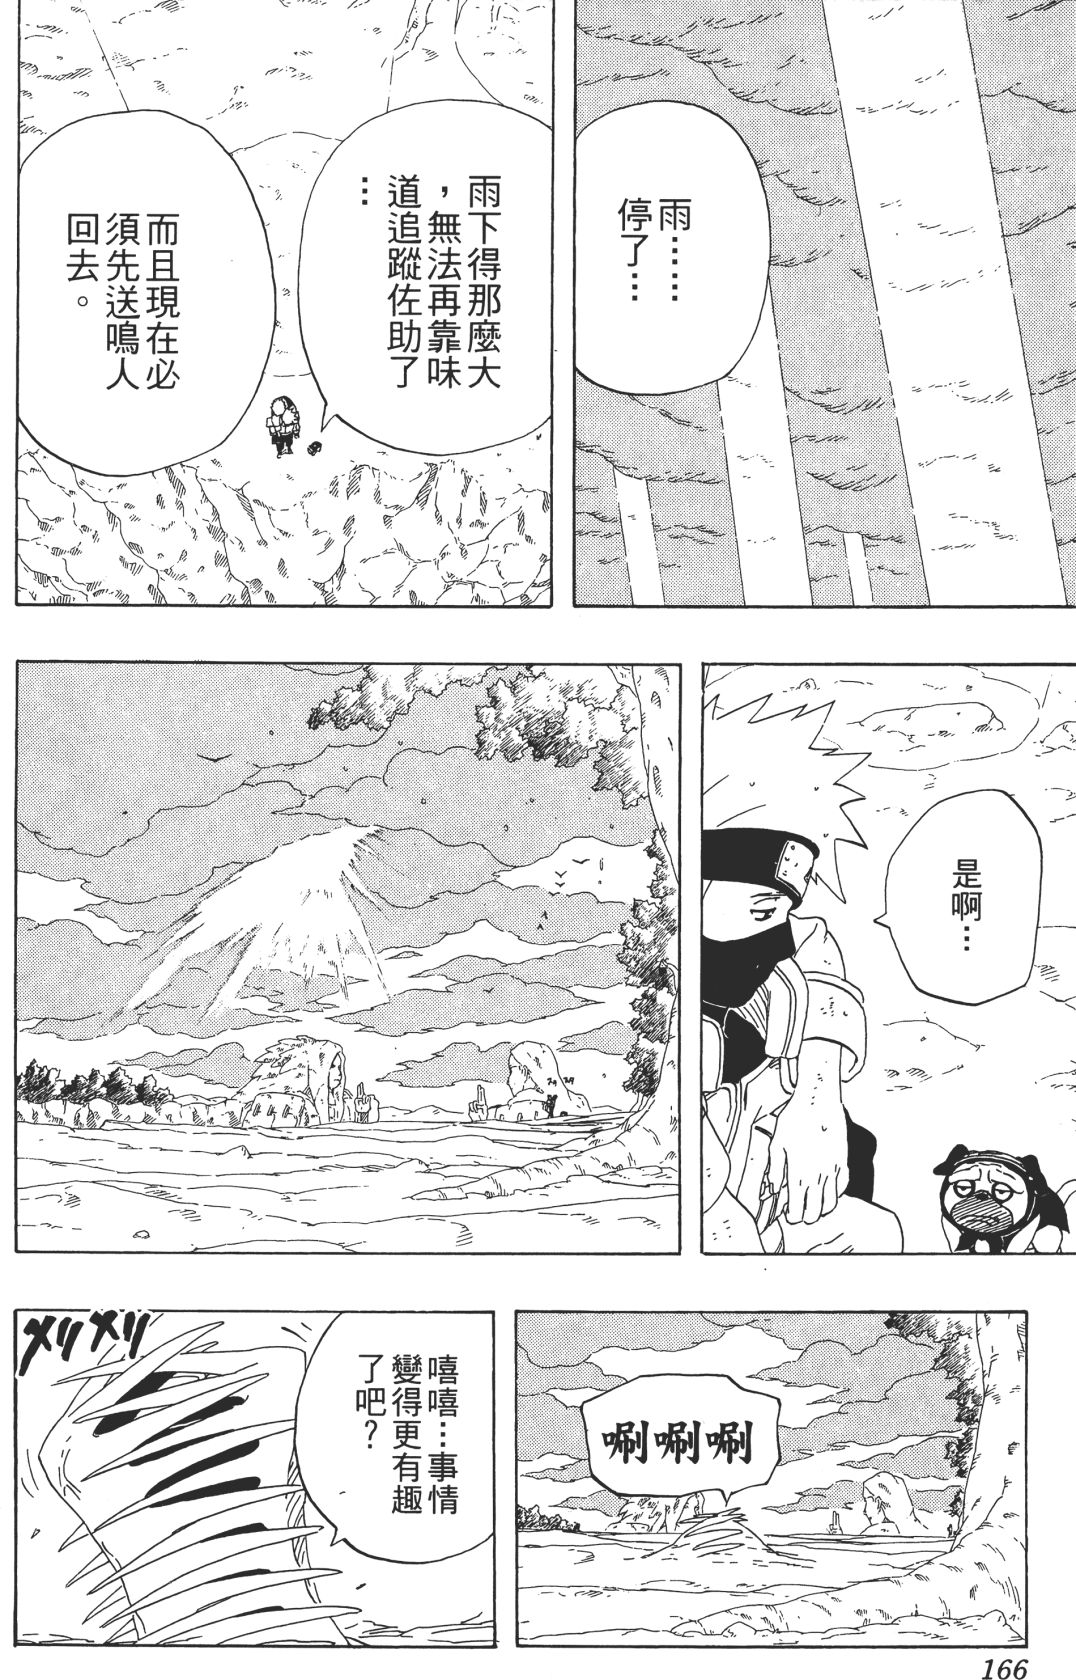 雨……
停了…
雨下得那麼大
，無法再靠味
道追蹤佐助了
…
而且現在必
須先送鳴人
回去。
是啊…
唰唰唰
嘻嘻…事情
變得更有趣
了吧？
メリメリ
166